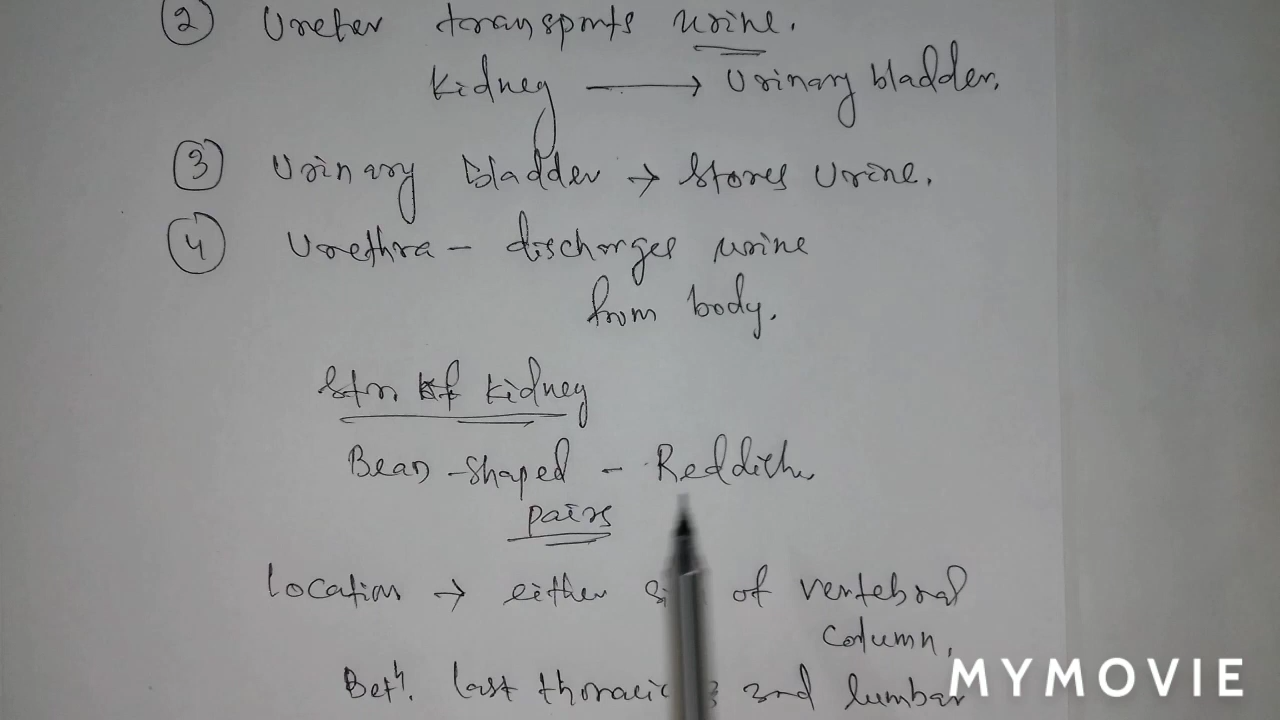 ② Ureter transports urine.
Kidney → Urinary bladder.
③ Urinary bladder → Stores Urine.
④ Urethra - discharges urine
from body.
Str of Kidney
Bean-shaped - Reddish
pairs
Location → either of vertebral
column,
Betn. last thoracic 3rd lumbar
MYMOVIE